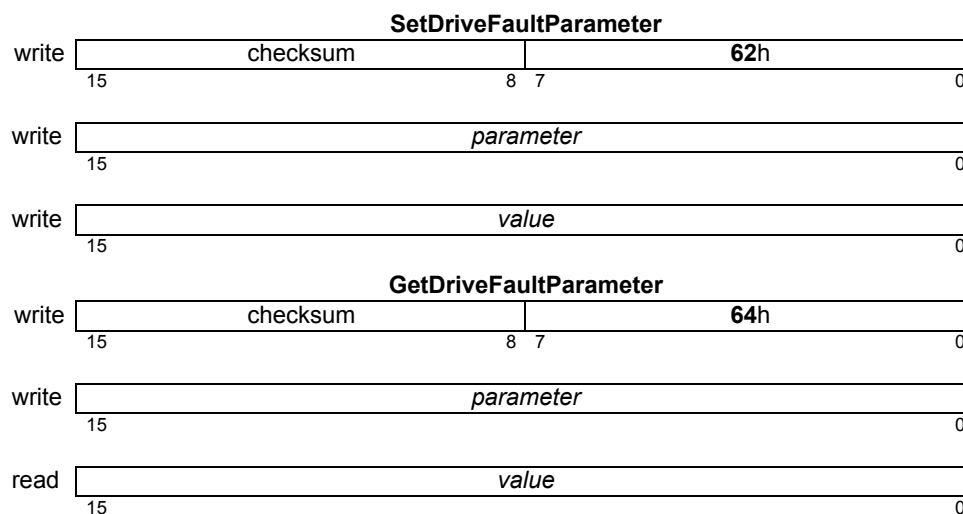 SetDriveFaultParameter
write checksum 62h
15 8 7 0
write parameter
15 0
write value
15 0
GetDriveFaultParameter
write checksum 64h
15 8 7 0
write parameter
15 0
read value
15 0